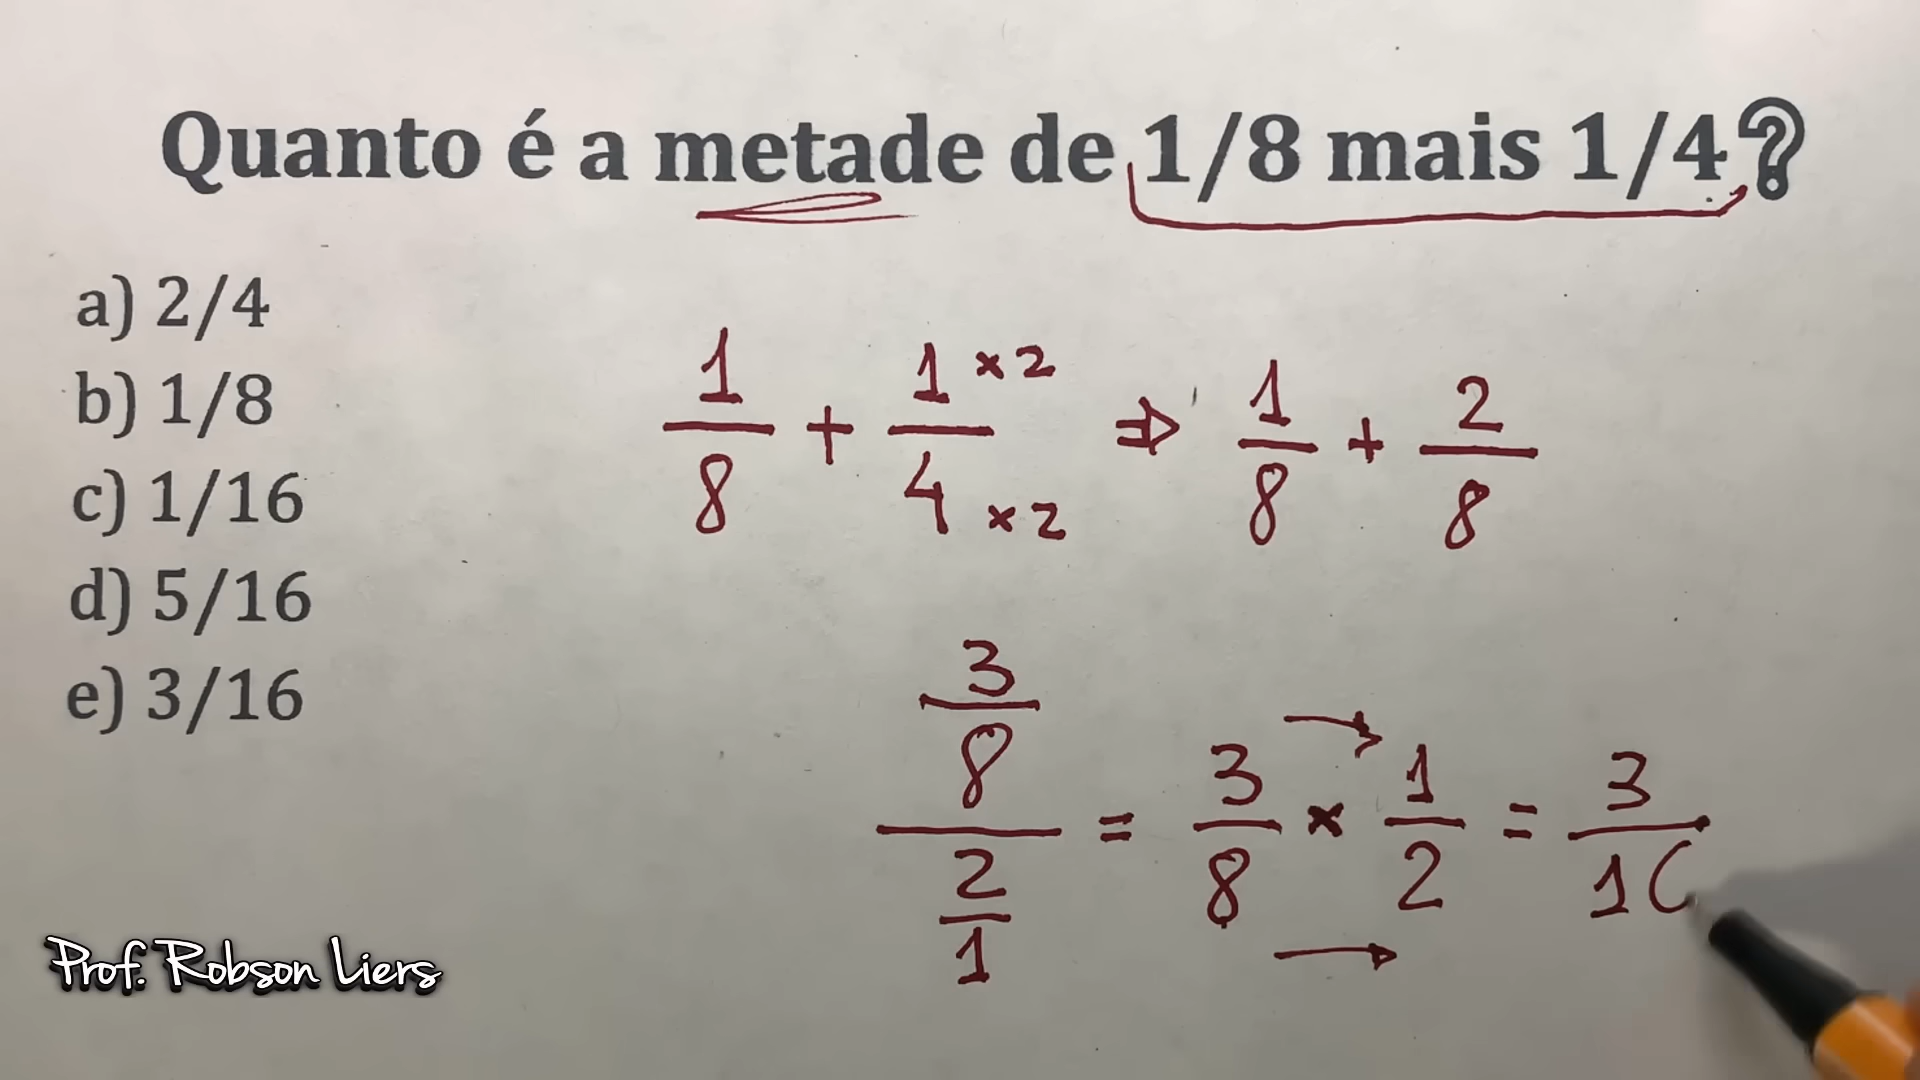 Quanto é a metade de 1/8 mais 1/4?
a) 2/4
b) 1/8
c) 1/16
d) 5/16
e) 3/16
1/8 + 1/4 ×2 ×2 ⇒ 1/8 + 2/8
3/8 / 2/1 = 3/8 × 1/2 = 3/1
Prof. Robson Liers